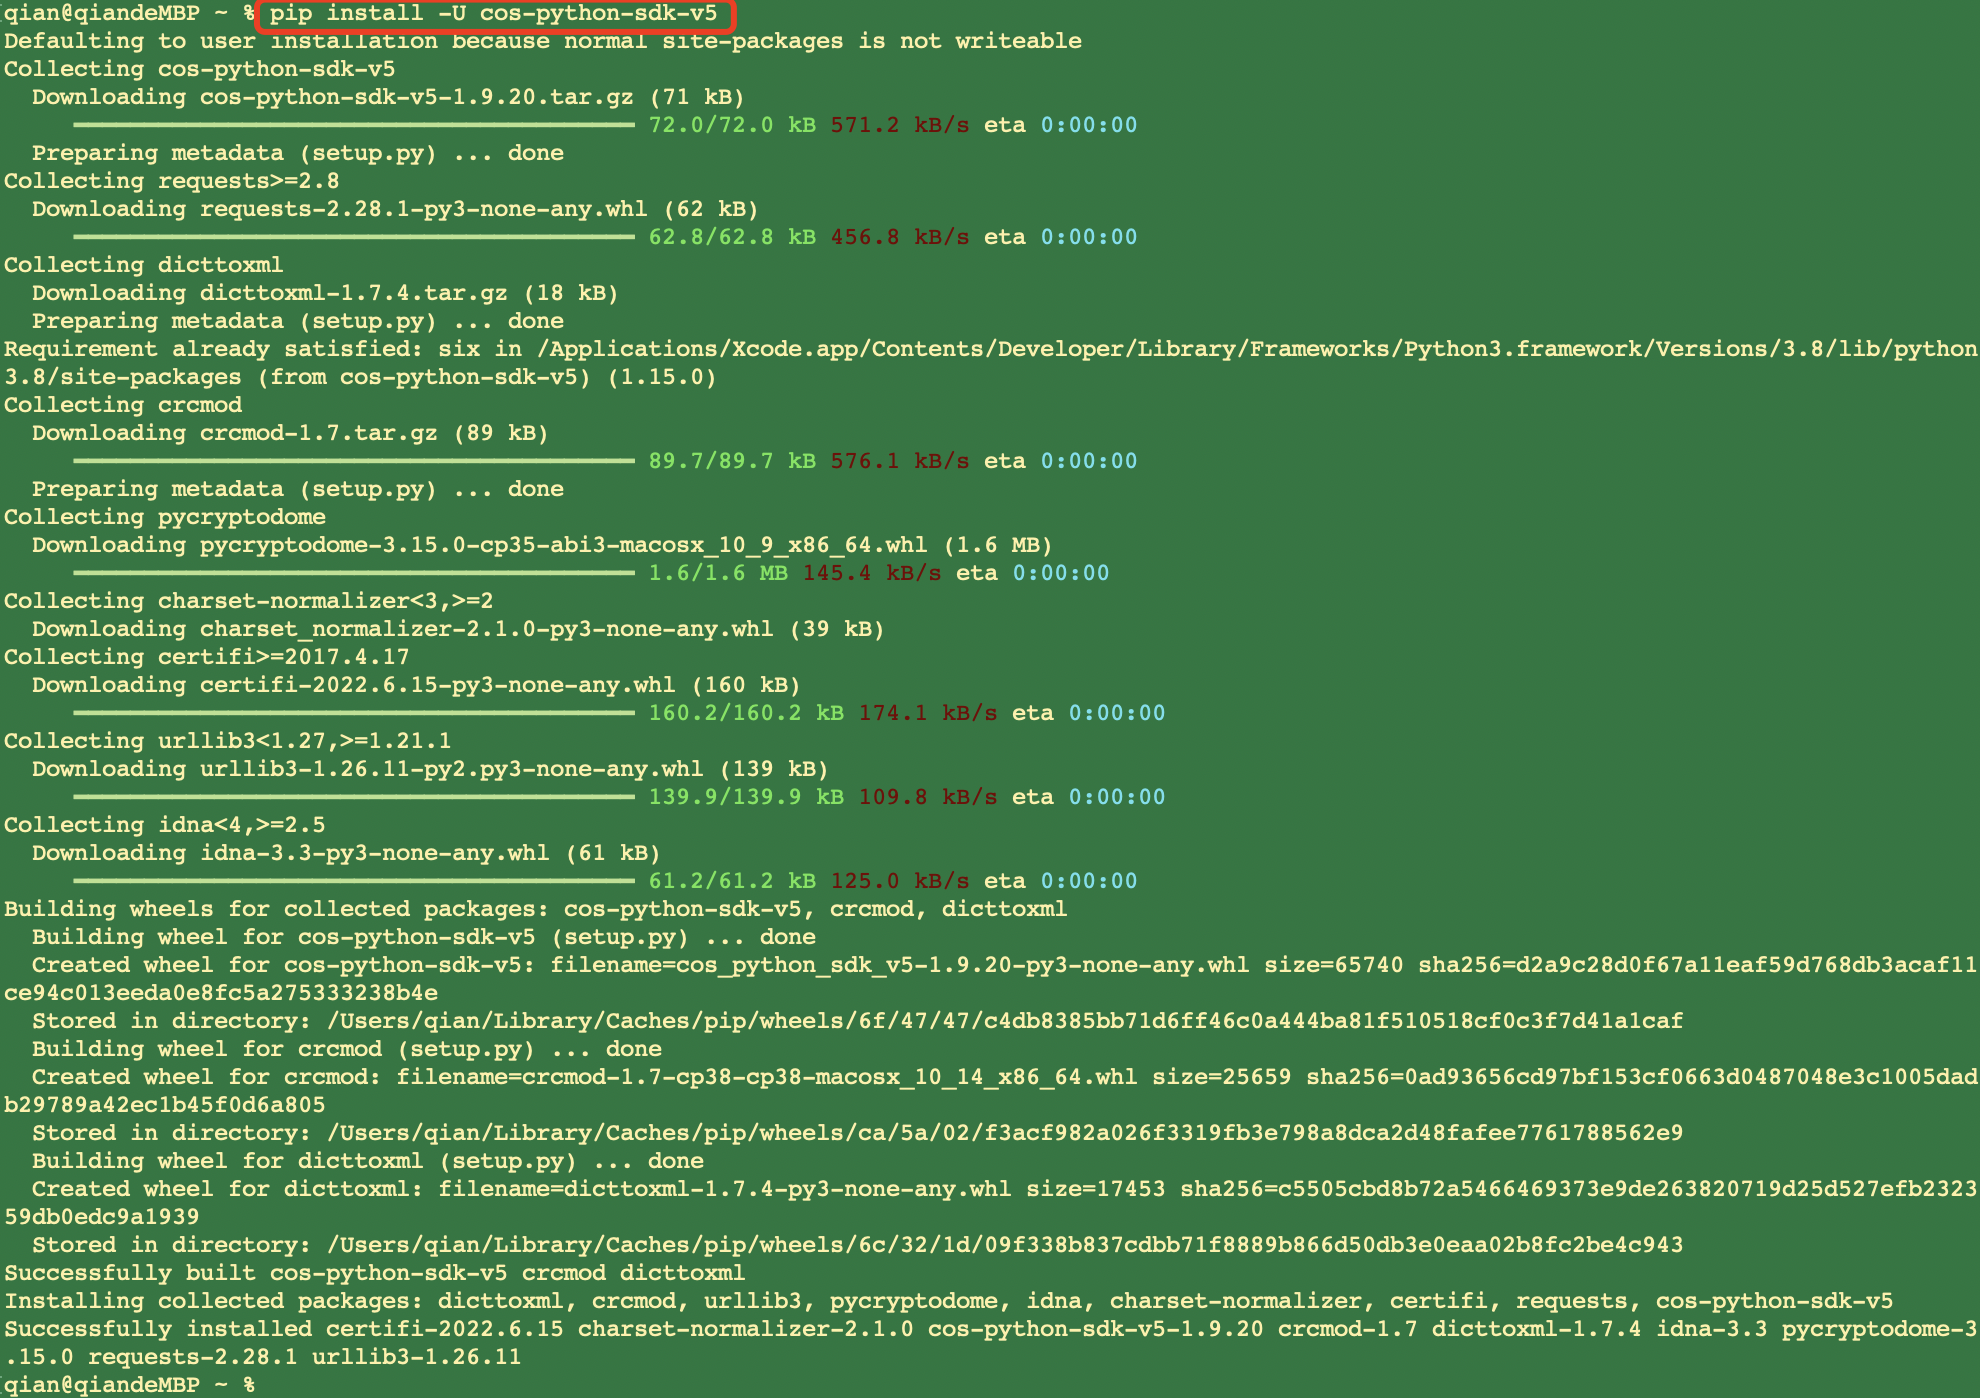 qian@qiandeMBP ~ % pip install -U cos-python-sdk-v5
Defaulting to user installation because normal site-packages is not writeable
Collecting cos-python-sdk-v5
  Downloading cos-python-sdk-v5-1.9.20.tar.gz (71 kB)
72.0/72.0 kB 571.2 kB/s eta 0:00:00
  Preparing metadata (setup.py) ... done
Collecting requests>=2.8
  Downloading requests-2.28.1-py3-none-any.whl (62 kB)
62.8/62.8 kB 456.8 kB/s eta 0:00:00
Collecting dicttoxml
  Downloading dicttoxml-1.7.4.tar.gz (18 kB)
  Preparing metadata (setup.py) ... done
Requirement already satisfied: six in /Applications/Xcode.app/Contents/Developer/Library/Frameworks/Python3.framework/Versions/3.8/lib/python
3.8/site-packages (from cos-python-sdk-v5) (1.15.0)
Collecting crcmod
  Downloading crcmod-1.7.tar.gz (89 kB)
89.7/89.7 kB 576.1 kB/s eta 0:00:00
  Preparing metadata (setup.py) ... done
Collecting pycryptodome
  Downloading pycryptodome-3.15.0-cp35-abi3-macosx_10_9_x86_64.whl (1.6 MB)
1.6/1.6 MB 145.4 kB/s eta 0:00:00
Collecting charset-normalizer<3,>=2
  Downloading charset_normalizer-2.1.0-py3-none-any.whl (39 kB)
Collecting certifi>=2017.4.17
  Downloading certifi-2022.6.15-py3-none-any.whl (160 kB)
160.2/160.2 kB 174.1 kB/s eta 0:00:00
Collecting urllib3<1.27,>=1.21.1
  Downloading urllib3-1.26.11-py2.py3-none-any.whl (139 kB)
139.9/139.9 kB 109.8 kB/s eta 0:00:00
Collecting idna<4,>=2.5
  Downloading idna-3.3-py3-none-any.whl (61 kB)
61.2/61.2 kB 125.0 kB/s eta 0:00:00
Building wheels for collected packages: cos-python-sdk-v5, crcmod, dicttoxml
  Building wheel for cos-python-sdk-v5 (setup.py) ... done
  Created wheel for cos-python-sdk-v5: filename=cos_python_sdk_v5-1.9.20-py3-none-any.whl size=65740 sha256=d2a9c28d0f67a11eaf59d768db3acaf11
ce94c013eeda0e8fc5a275333238b4e
  Stored in directory: /Users/qian/Library/Caches/pip/wheels/6f/47/47/c4db8385bb71d6ff46c0a444ba81f510518cf0c3f7d41a1caf
  Building wheel for crcmod (setup.py) ... done
  Created wheel for crcmod: filename=crcmod-1.7-cp38-cp38-macosx_10_14_x86_64.whl size=25659 sha256=0ad93656cd97bf153cf0663d0487048e3c1005dad
b29789a42ec1b45f0d6a805
  Stored in directory: /Users/qian/Library/Caches/pip/wheels/ca/5a/02/f3acf982a026f3319fb3e798a8dca2d48fafee7761788562e9
  Building wheel for dicttoxml (setup.py) ... done
  Created wheel for dicttoxml: filename=dicttoxml-1.7.4-py3-none-any.whl size=17453 sha256=c5505cbd8b72a5466469373e9de263820719d25d527efb2323
59db0edc9a1939
  Stored in directory: /Users/qian/Library/Caches/pip/wheels/6c/32/1d/09f338b837cdbb71f8889b866d50db3e0eaa02b8fc2be4c943
Successfully built cos-python-sdk-v5 crcmod dicttoxml
Installing collected packages: dicttoxml, crcmod, urllib3, pycryptodome, idna, charset-normalizer, certifi, requests, cos-python-sdk-v5
Successfully installed certifi-2022.6.15 charset-normalizer-2.1.0 cos-python-sdk-v5-1.9.20 crcmod-1.7 dicttoxml-1.7.4 idna-3.3 pycryptodome-3
.15.0 requests-2.28.1 urllib3-1.26.11
qian@qiandeMBP ~ %